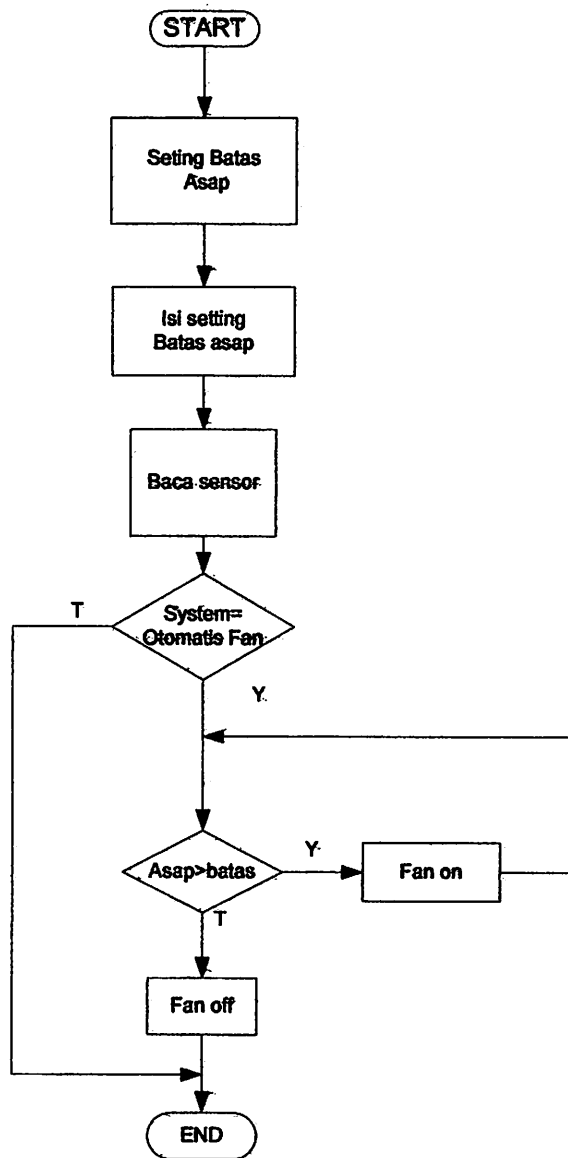 START
Seting Batas
Asap
Isi setting
Batas asap
Baca sensor
T
System=
Otomatis Fan
Y
Asap>batas
Y
Fan on
T
Fan off
END